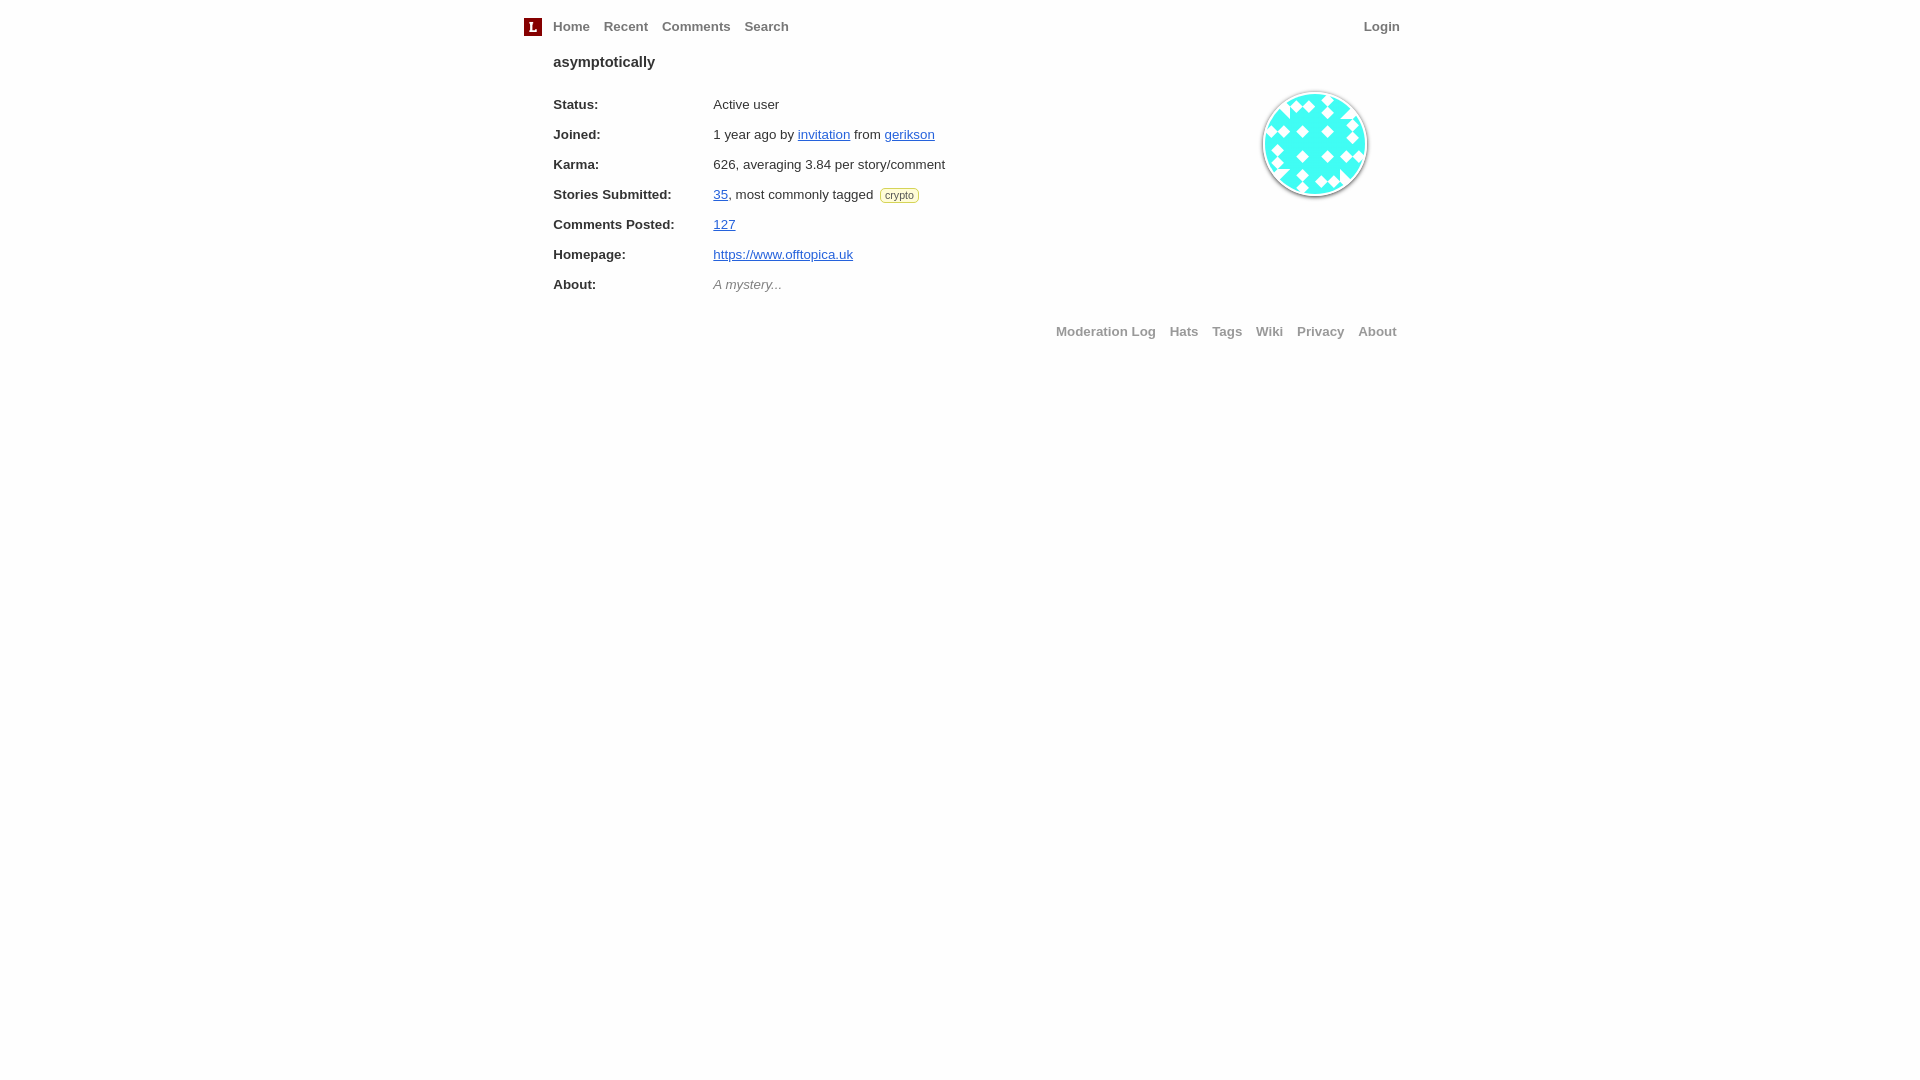 L Home Recent Comments Search Login
asymptotically
Status: Active user
Joined: 1 year ago by invitation from gerikson
Karma: 626, averaging 3.84 per story/comment
Stories Submitted: 35, most commonly tagged crypto
Comments Posted: 127
Homepage: https://www.offtopica.uk
About: A mystery...
Moderation Log Hats Tags Wiki Privacy About